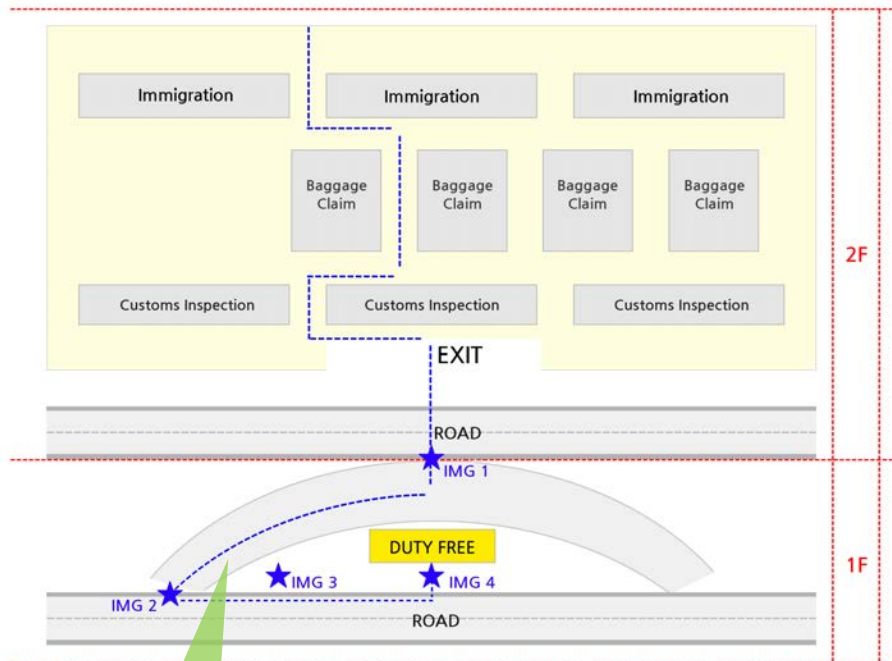 Immigration
Immigration
Immigration
Baggage
Claim
Baggage
Claim
Baggage
Claim
Baggage
Claim
2F
Customs Inspection
Customs Inspection
Customs Inspection
EXIT
ROAD
IMG 1
DUTY FREE
1F
IMG 3
IMG 4
IMG 2
ROAD